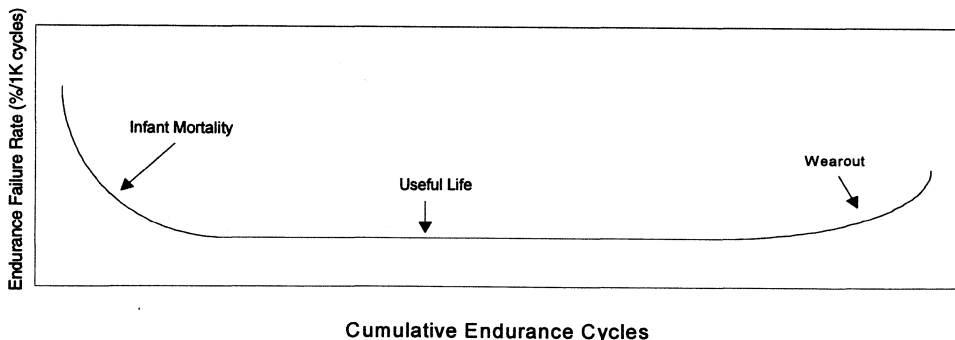 Endurance Failure Rate (%/1K cycles)
Infant Mortality
Useful Life
Wearout
Cumulative Endurance Cycles